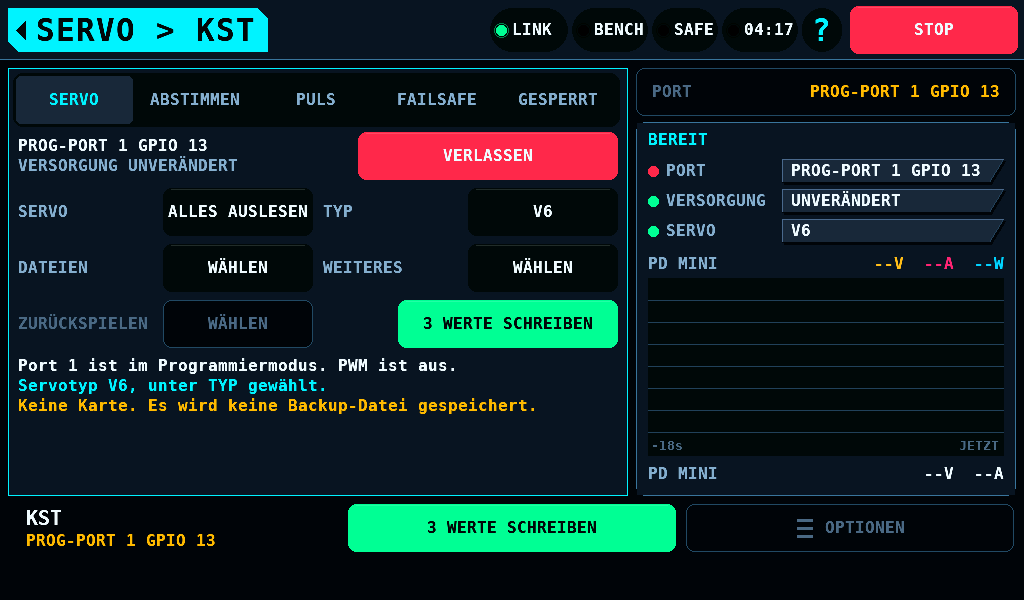 SERVO > KST
LINK
BENCH
SAFE
04:17
?
STOP
SERVO
ABSTIMMEN
PULS
FAILSAFE
GESPERRT
PROG-PORT 1 GPIO 13
VERSORGUNG UNVERÄNDERT
VERLASSEN
SERVO
ALLES AUSLESEN
TYP
V6
DATEIEN
WÄHLEN
WEITERES
WÄHLEN
ZURÜCKSPIELEN
WÄHLEN
3 WERTE SCHREIBEN
Port 1 ist im Programmiermodus. PWM ist aus.
Servotyp V6, unter TYP gewählt.
Keine Karte. Es wird keine Backup-Datei gespeichert.
PORT
PROG-PORT 1 GPIO 13
BEREIT
PORT
PROG-PORT 1 GPIO 13
VERSORGUNG
UNVERÄNDERT
SERVO
V6
PD MINI
--V
--A
--W
-18s
JETZT
PD MINI
--V
--A
KST
PROG-PORT 1 GPIO 13
3 WERTE SCHREIBEN
OPTIONEN